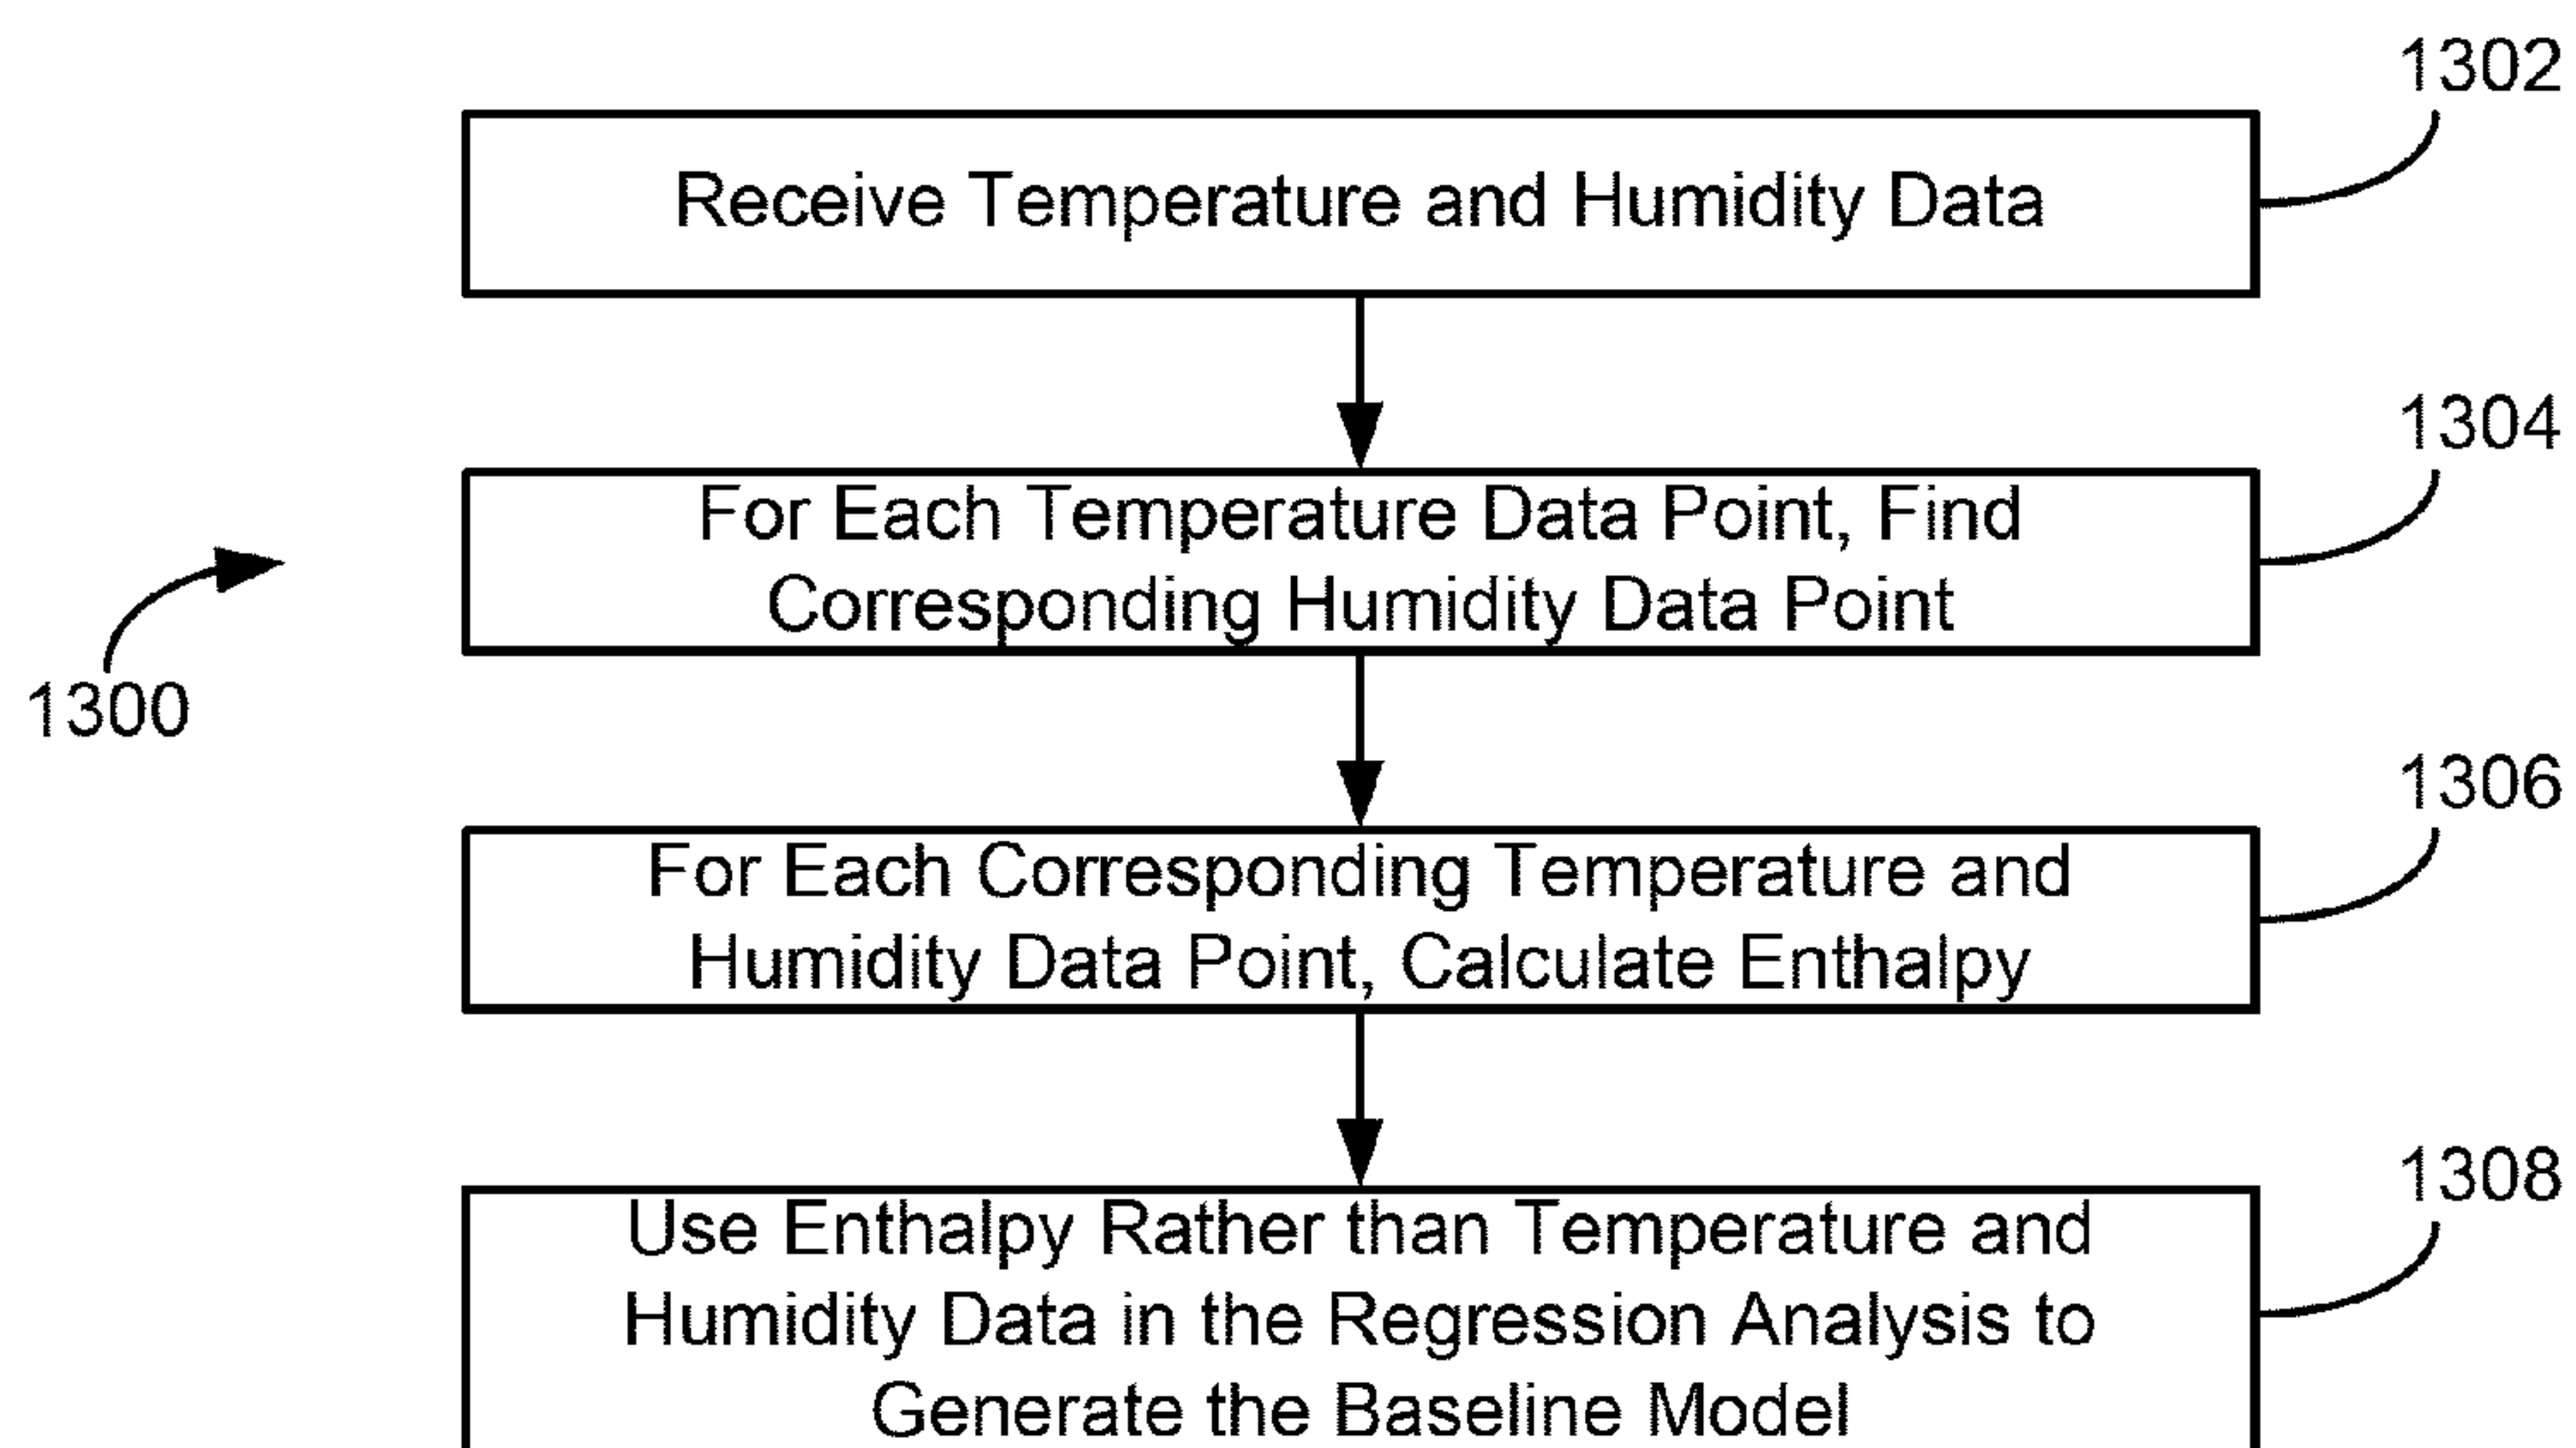 1302
Receive Temperature and Humidity Data
1304
For Each Temperature Data Point, Find
Corresponding Humidity Data Point
1300
1306
For Each Corresponding Temperature and
Humidity Data Point, Calculate Enthalpy
1308
Use Enthalpy Rather than Temperature and
Humidity Data in the Regression Analysis to
Generate the Baseline Model